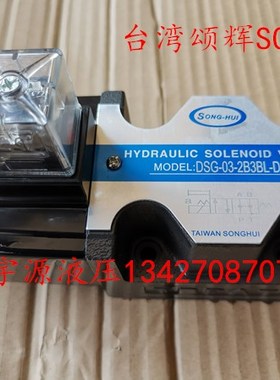 台湾颂辉SO
SONG-HUI
HYDRAULIC SOLENOID V
MODEL:DSG-03-2B3BL-D
TAIWAN SONGHUI
宇源液压1342708707